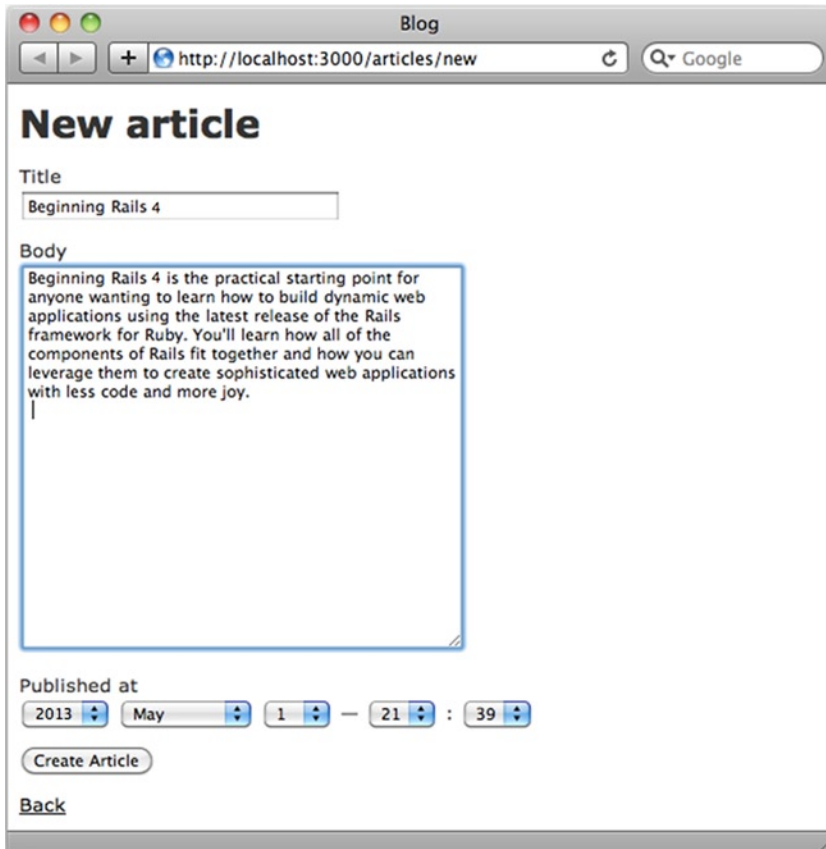 Blog
http://localhost:3000/articles/new
Google
New article
Title
Beginning Rails 4
Body
Beginning Rails 4 is the practical starting point for
anyone wanting to learn how to build dynamic web
applications using the latest release of the Rails
framework for Ruby. You'll learn how all of the
components of Rails fit together and how you can
leverage them to create sophisticated web applications
with less code and more joy.
Published at
2013 May 1 — 21 : 39
Create Article
Back